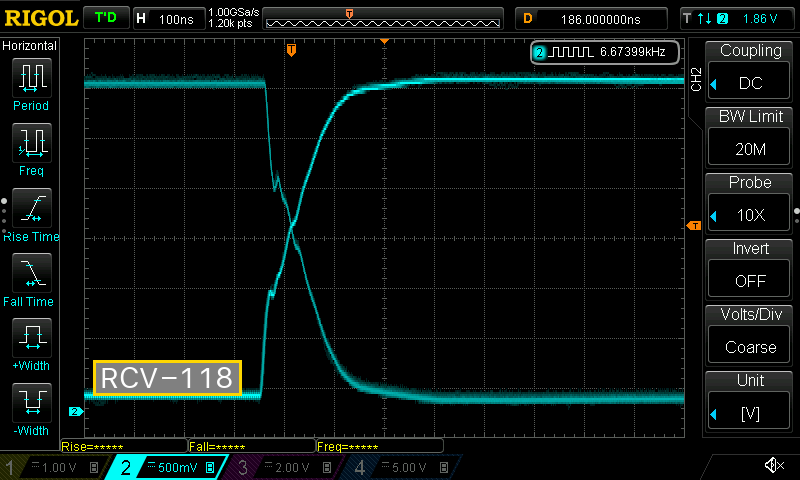 RIGOL T'D H 100ns 1.00GSa/s 1.20k pts D 186.000000ns T 2 1.86 V
Horizontal
Period
Freq
Rise Time
Fall Time
+Width
-Width
T
2 6.67399kHz
T
RCV-118
2
Rise=***** Fall=***** Freq=*****
CH2
Coupling
DC
BW Limit
20M
Probe
10X
Invert
OFF
Volts/Div
Coarse
Unit
[V]
1 1.00 V 2 500mV 3 2.00 V 4 5.00 V